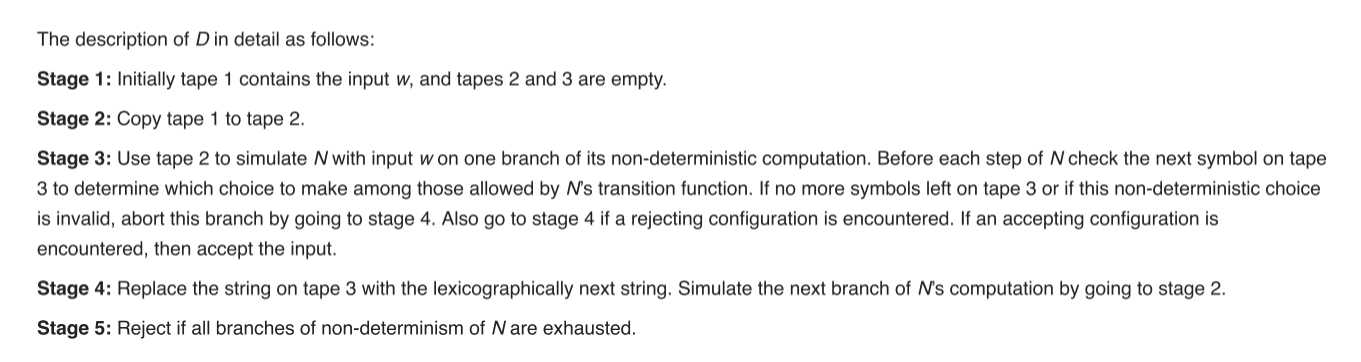 The description of D in detail as follows:
Stage 1: Initially tape 1 contains the input w, and tapes 2 and 3 are empty.
Stage 2: Copy tape 1 to tape 2.
Stage 3: Use tape 2 to simulate N with input w on one branch of its non-deterministic computation. Before each step of N check the next symbol on tape
3 to determine which choice to make among those allowed by N's transition function. If no more symbols left on tape 3 or if this non-deterministic choice
is invalid, abort this branch by going to stage 4. Also go to stage 4 if a rejecting configuration is encountered. If an accepting configuration is
encountered, then accept the input.
Stage 4: Replace the string on tape 3 with the lexicographically next string. Simulate the next branch of N's computation by going to stage 2.
Stage 5: Reject if all branches of non-determinism of N are exhausted.